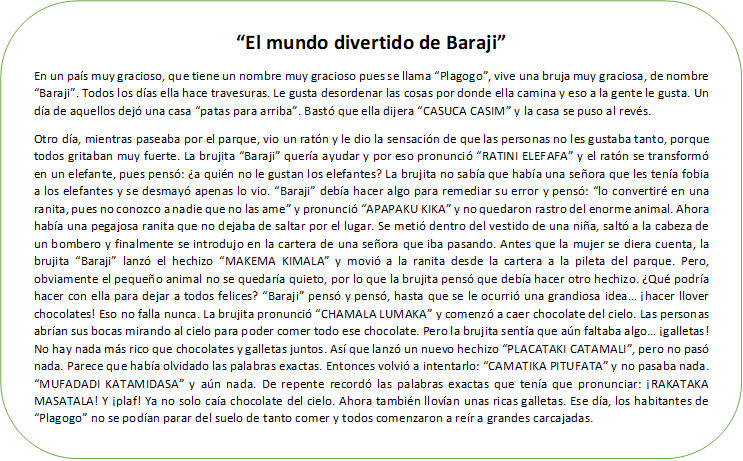 “El mundo divertido de Baraji”
En un país muy gracioso, que tiene un nombre muy gracioso pues se llama “Plagogo”, vive una bruja muy graciosa, de nombre
“Baraji”. Todos los días ella hace travesuras. Le gusta desordenar las cosas por donde ella camina y eso a la gente le gusta. Un
día de aquellos dejó una casa “patas para arriba”. Bastó que ella dijera “CASUCA CASIM” y la casa se puso al revés.
Otro día, mientras paseaba por el parque, vio un ratón y le dio la sensación de que las personas no les gustaba tanto, porque
todos gritaban muy fuerte. La brujita “Baraji” quería ayudar y por eso pronunció “RATINI ELEFAFA” y el ratón se transformó
en un elefante, pues pensó: ¿a quién no le gustan los elefantes? La brujita no sabía que había una señora que les tenía fobia
a los elefantes y se desmayó apenas lo vio. “Baraji” debía hacer algo para remediar su error y pensó: “lo convertiré en una
ranita, pues no conozco a nadie que no las ame” y pronunció “APAPAKU KIKA” y no quedaron rastro del enorme animal. Ahora
había una pegajosa ranita que no dejaba de saltar por el lugar. Se metió dentro del vestido de una niña, saltó a la cabeza de
un bombero y finalmente se introdujo en la cartera de una señora que iba pasando. Antes que la mujer se diera cuenta, la
brujita “Baraji” lanzó el hechizo “MAKEMA KIMALA” y movió a la ranita desde la cartera a la pileta del parque. Pero,
obviamente el pequeño animal no se quedaría quieto, por lo que la brujita pensó que debía hacer otro hechizo. ¿Qué podría
hacer con ella para dejar a todos felices? “Baraji” pensó y pensó, hasta que se le ocurrió una grandiosa idea… ¡hacer llover
chocolates! Eso no falla nunca. La brujita pronunció “CHAMALA LUMAKA” y comenzó a caer chocolate del cielo. Las personas
abrían sus bocas mirando al cielo para poder comer todo ese chocolate. Pero la brujita sentía que aún faltaba algo… ¡galletas!
No hay nada más rico que chocolates y galletas juntos. Así que lanzó un nuevo hechizo “PLACATAKI CATAMALI”, pero no pasó
nada. Parece que había olvidado las palabras exactas. Entonces volvió a intentarlo: “CAMATIKA PITUFATA” y no pasaba nada.
“MUFADADI KATAMIDASA” y aún nada. De repente recordó las palabras exactas que tenía que pronunciar: ¡RAKATAKA
MASATALA! Y ¡plaf! Ya no solo caía chocolate del cielo. Ahora también llovían unas ricas galletas. Ese día, los habitantes de
“Plagogo” no se podían parar del suelo de tanto comer y todos comenzaron a reír a grandes carcajadas.